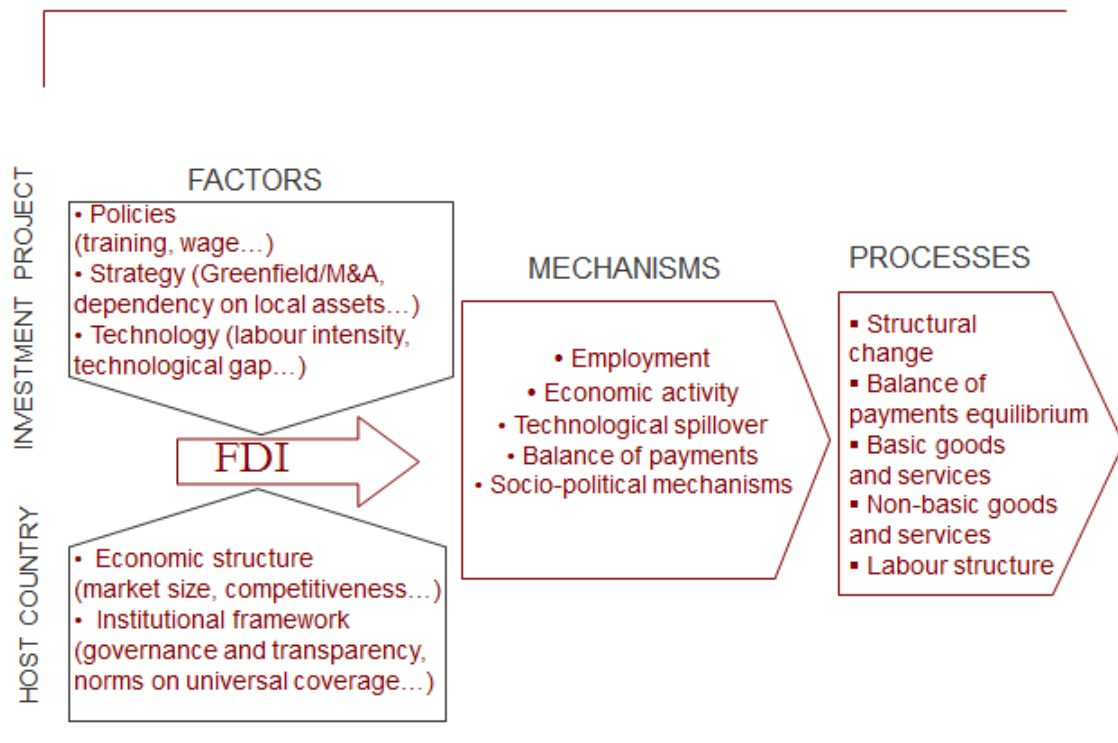 INVESTMENT PROJECT
FACTORS
• Policies
(training, wage…)
• Strategy (Greenfield/M&A,
dependency on local assets…)
• Technology (labour intensity,
technological gap…)
FDI
HOST COUNTRY
• Economic structure
(market size, competitiveness…)
• Institutional framework
(governance and transparency,
norms on universal coverage…)
MECHANISMS
• Employment
• Economic activity
• Technological spillover
• Balance of payments
• Socio-political mechanisms
PROCESSES
▪ Structural
change
▪ Balance of
payments equilibrium
▪ Basic goods
and services
▪ Non-basic goods
and services
▪ Labour structure